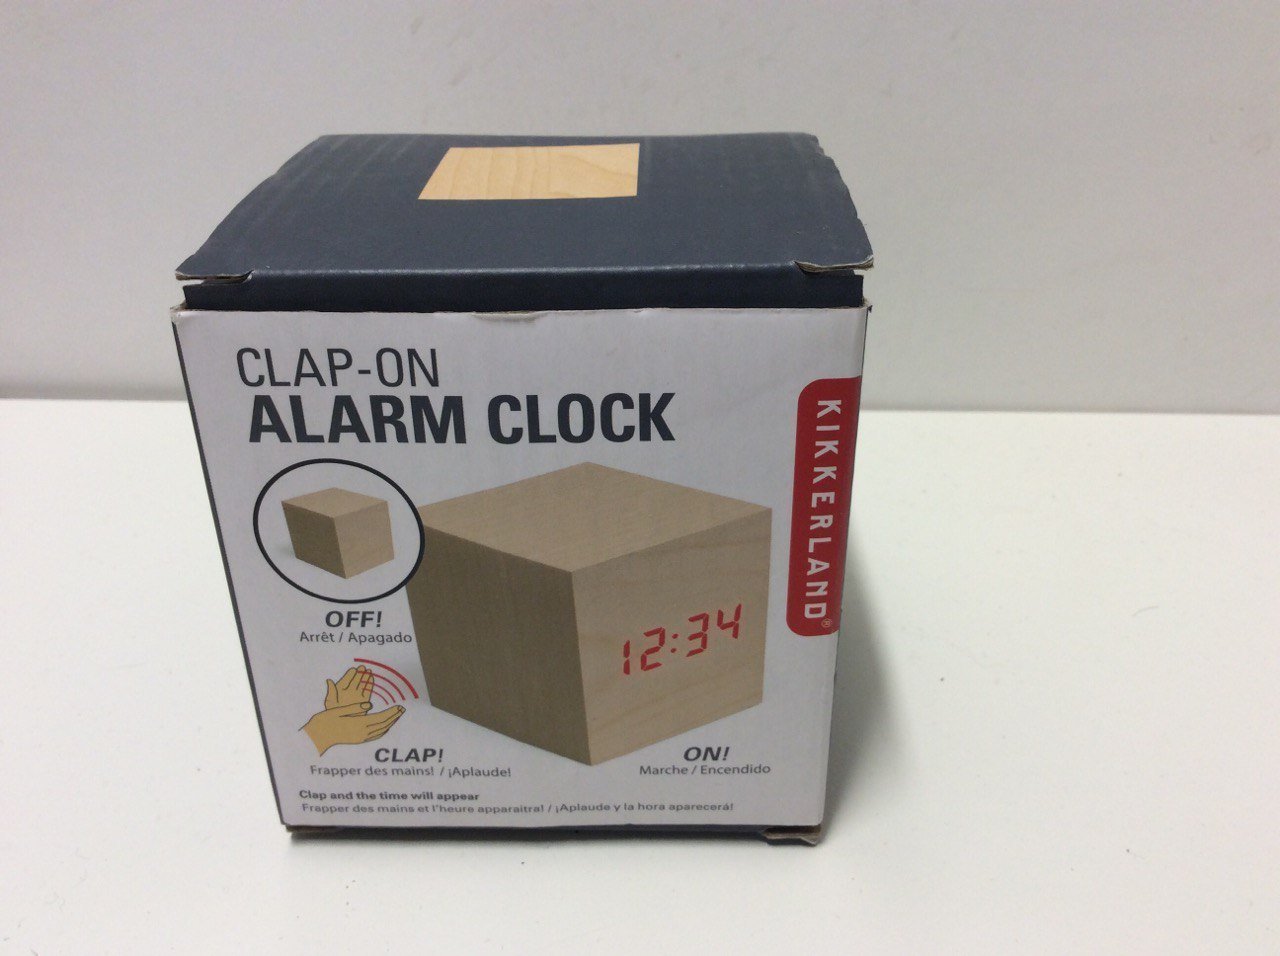 CLAP-ON
ALARM CLOCK
KIKKERLAND®
12:34
OFF!
Arrêt / Apagado
CLAP!
Frapper des mains! / ¡Aplaude!
ON!
Marche / Encendido
Clap and the time will appear
Frapper des mains et l'heure apparaitra! / ¡Aplaude y la hora aparecerá!